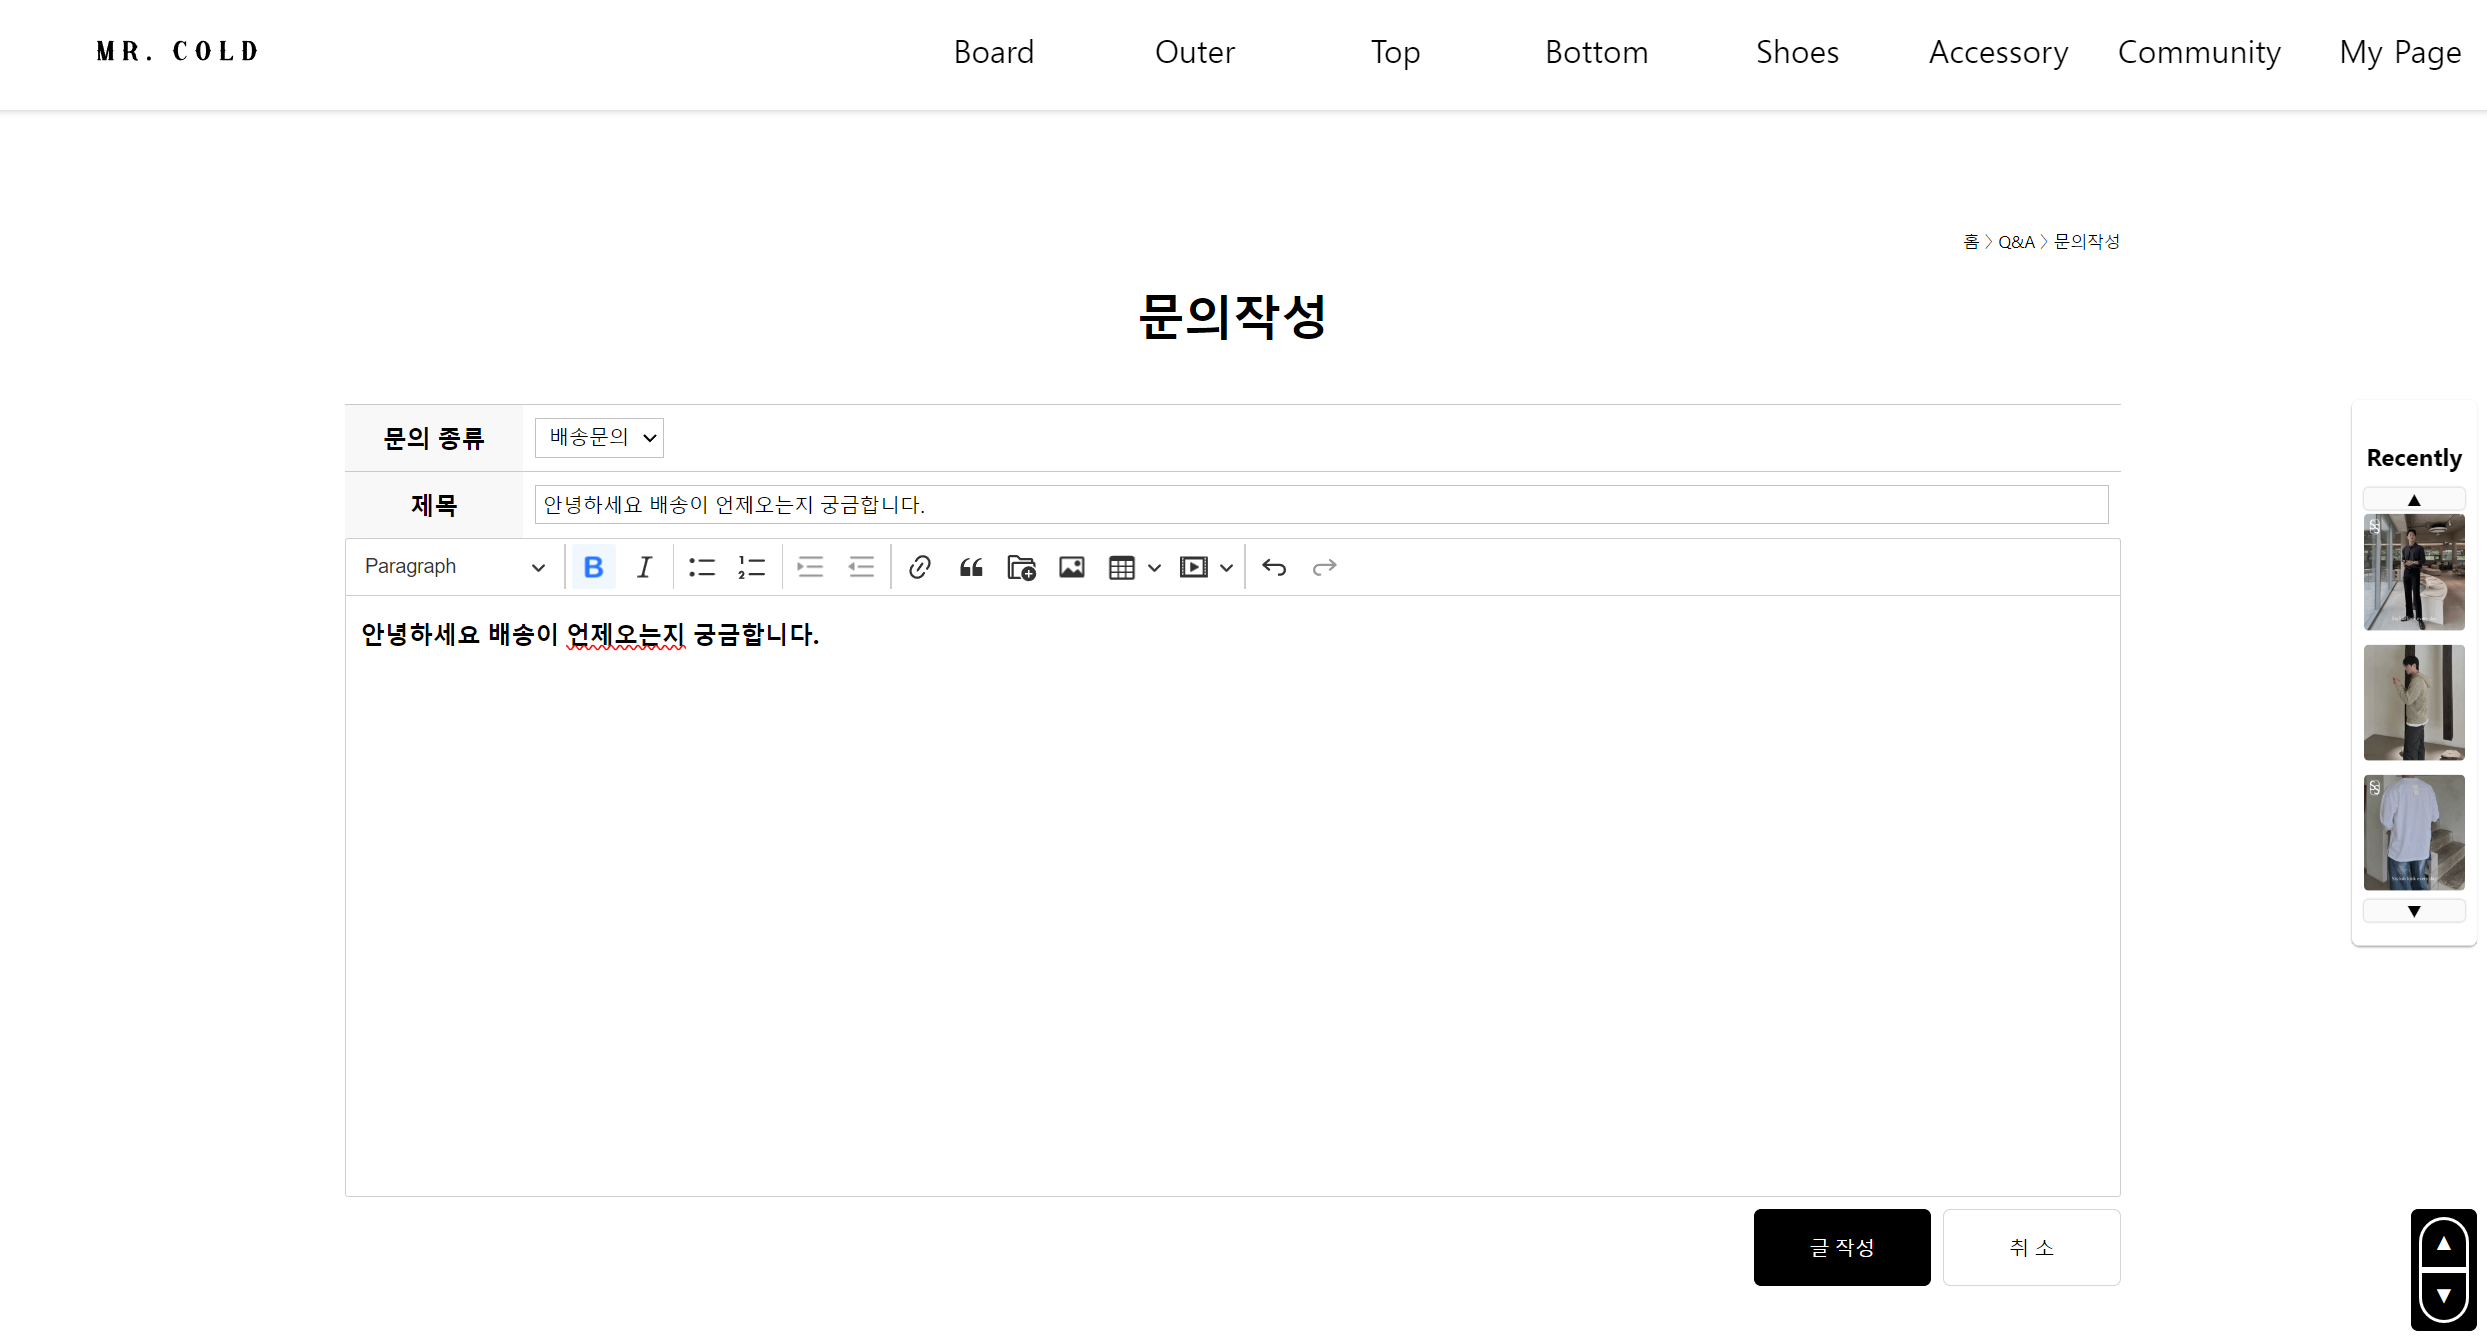 MR. COLD
Board Outer Top Bottom Shoes Accessory Community My Page
홈 〉 Q&A 〉 문의작성
문의작성
문의 종류 배송문의
제목 안녕하세요 배송이 언제오는지 궁금합니다.
Paragraph
안녕하세요 배송이 언제오는지 궁금합니다.
글 작성 취 소
Recently
▲
▼
▲
▼